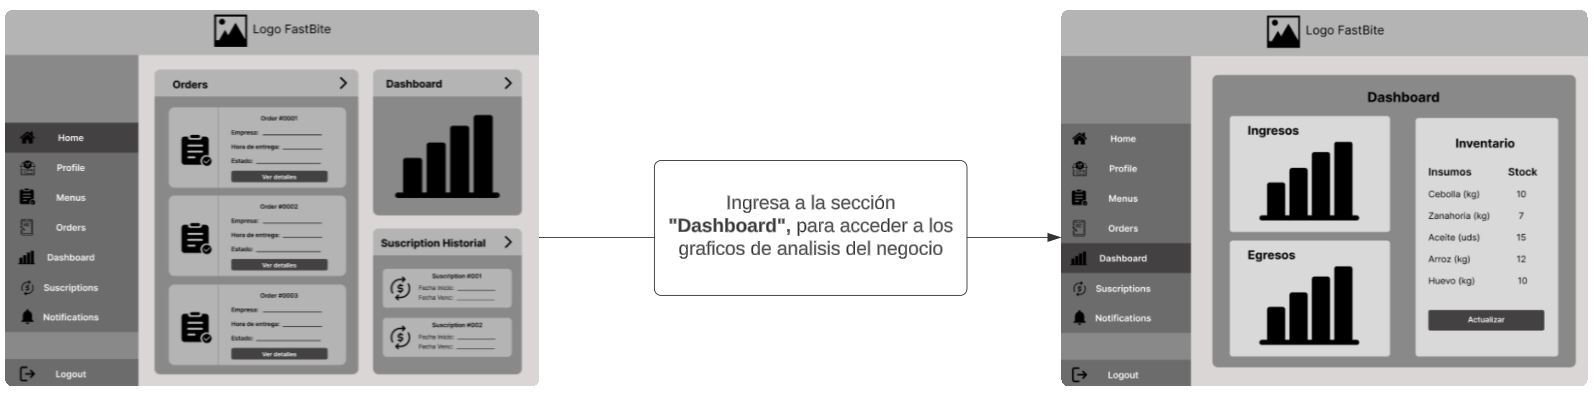 Logo FastBite
Home
Profile
Menus
Orders
Dashboard
Suscriptions
Notifications
Logout
Orders
Order #0001
Empresa:
Hora de entrega:
Estado:
Ver detalles
Order #0002
Empresa:
Hora de entrega:
Estado:
Ver detalles
Order #0003
Empresa:
Hora de entrega:
Estado:
Ver detalles
Dashboard
Suscription Historial
Suscription #001
Fecha Inicio:
Fecha Venc:
Suscription #002
Fecha Inicio:
Fecha Venc:
Ingresa a la sección
"Dashboard", para acceder a los
graficos de analisis del negocio
Logo FastBite
Home
Profile
Menus
Orders
Dashboard
Suscriptions
Notifications
Logout
Dashboard
Ingresos
Egresos
Inventario
Insumos Stock
Cebolla (kg) 10
Zanahoria (kg) 7
Aceite (uds) 15
Arroz (kg) 12
Huevo (kg) 10
Actualizar